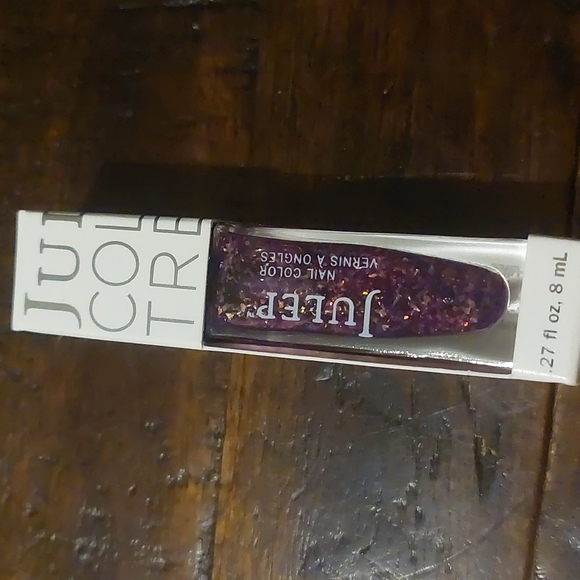 JUL
COL
TRE
JULEP
NAIL COLOR
VERNIS À ONGLES
.27 fl oz, 8 mL